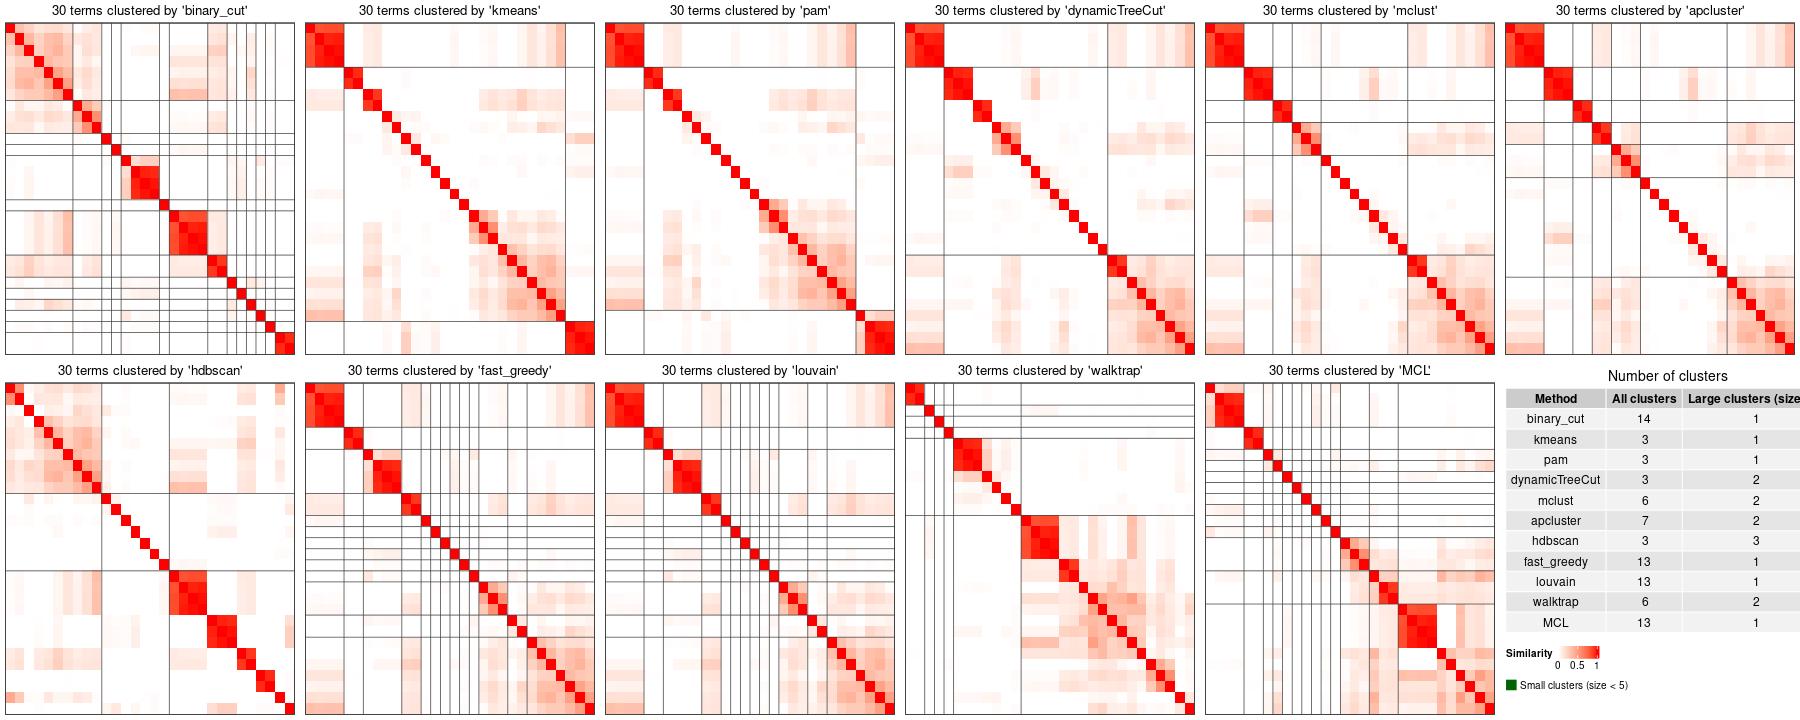 30 terms clustered by 'binary_cut'
30 terms clustered by 'kmeans'
30 terms clustered by 'pam'
30 terms clustered by 'dynamicTreeCut'
30 terms clustered by 'mclust'
30 terms clustered by 'apcluster'
30 terms clustered by 'hdbscan'
30 terms clustered by 'fast_greedy'
30 terms clustered by 'louvain'
30 terms clustered by 'walktrap'
30 terms clustered by 'MCL'
Number of clusters
Method All clusters Large clusters (size
binary_cut 14 1
kmeans 3 1
pam 3 1
dynamicTreeCut 3 2
mclust 6 2
apcluster 7 2
hdbscan 3 3
fast_greedy 13 1
louvain 13 1
walktrap 6 2
MCL 13 1
Similarity
0 0.5 1
Small clusters (size < 5)